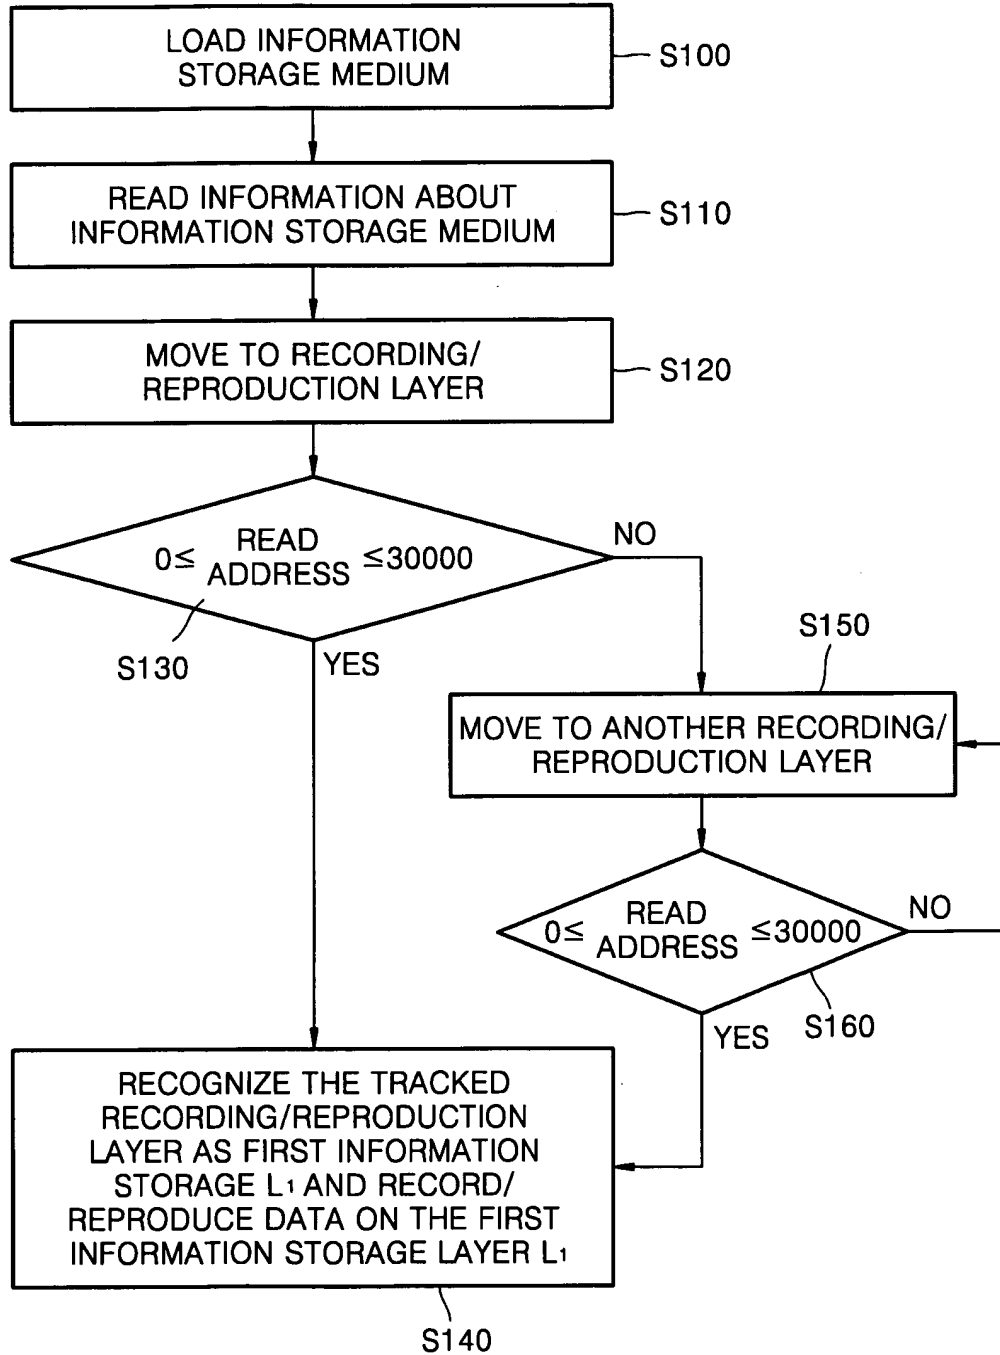 LOAD INFORMATION
STORAGE MEDIUM
S100
READ INFORMATION ABOUT
INFORMATION STORAGE MEDIUM
S110
MOVE TO RECORDING/
REPRODUCTION LAYER
S120
0≤ READ ADDRESS ≤30000
NO
S130
YES
S150
MOVE TO ANOTHER RECORDING/
REPRODUCTION LAYER
0≤ READ ADDRESS ≤30000
NO
S160
YES
RECOGNIZE THE TRACKED
RECORDING/REPRODUCTION
LAYER AS FIRST INFORMATION
STORAGE L1 AND RECORD/
REPRODUCE DATA ON THE FIRST
INFORMATION STORAGE LAYER L1
S140